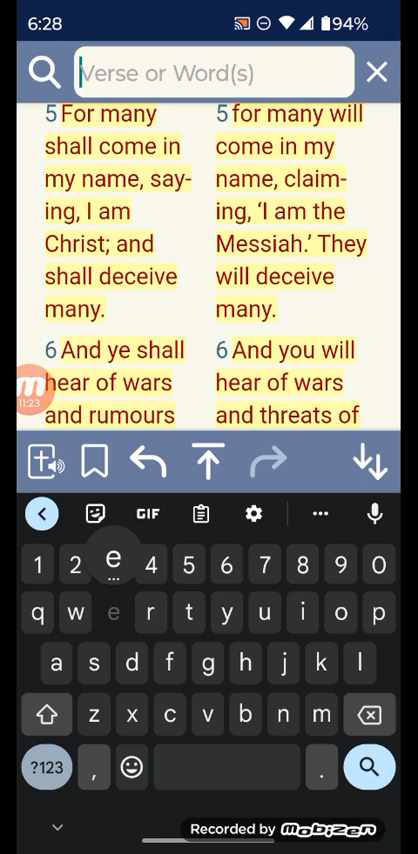 6:28
94%
Verse or Word(s)
5 For many
shall come in
my name, say-
ing, I am
Christ; and
shall deceive
many.
5 for many will
come in my
name, claim-
ing, ‘I am the
Messiah.’ They
will deceive
many.
6 And ye shall
hear of wars
and rumours
6 And you will
hear of wars
and threats of
11:23
GIF
e
1 2 4 5 6 7 8 9 0
q w e r t y u i o p
a s d f g h j k l
z x c v b n m
?123 , .
Recorded by mobizen